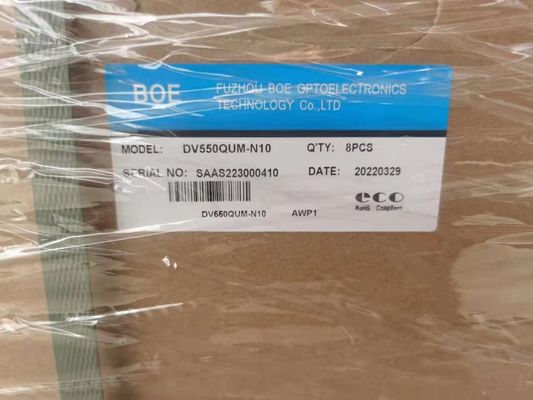 BOE
FUZHOU BOE OPTOELECTRONICS
TECHNOLOGY Co.,LTD
MODEL: DV550QUM-N10 Q'TY: 8PCS
SERIAL NO: SAAS223000410 DATE: 20220329
eco
RoHS Compliant
DV550QUM-N10 AWP1